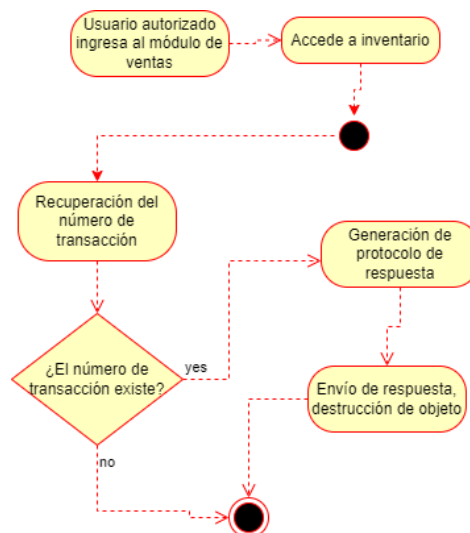 Usuario autorizado
ingresa al módulo de
ventas
Accede a inventario
Recuperación del
número de
transacción
Generación de
protocolo de
respuesta
¿El número de
transacción existe?
yes
Envío de respuesta,
destrucción de objeto
no